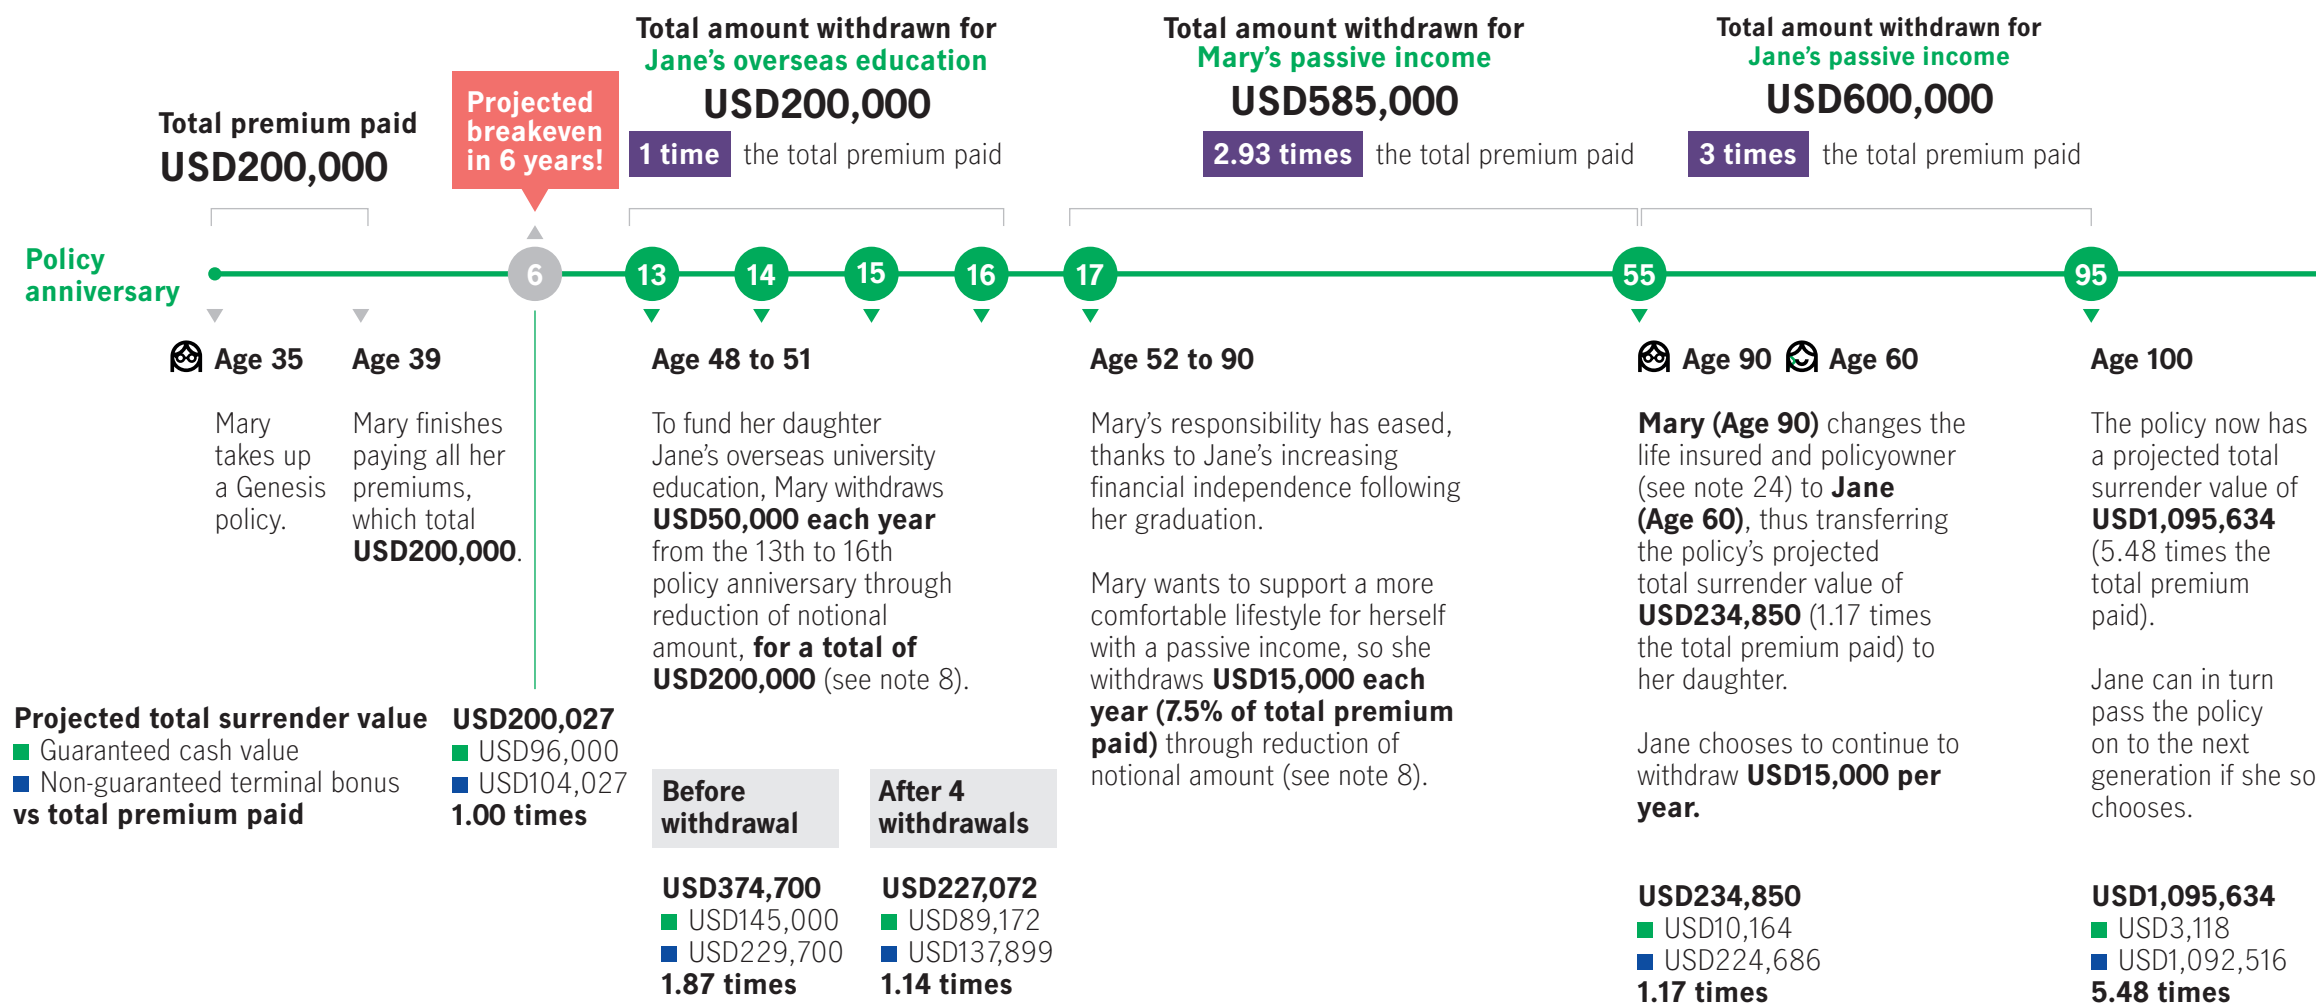 Total premium paid
USD200,000
Projected
breakeven
in 6 years!
Total amount withdrawn for
Jane’s overseas education
USD200,000
1 time the total premium paid
Total amount withdrawn for
Mary’s passive income
USD585,000
2.93 times the total premium paid
Total amount withdrawn for
Jane’s passive income
USD600,000
3 times the total premium paid
Policy
anniversary
6
13
14
15
16
17
55
95
Age 35
Mary
takes up
a Genesis
policy.
Age 39
Mary finishes
paying all her
premiums,
which total
USD200,000.
Age 48 to 51
To fund her daughter
Jane’s overseas university
education, Mary withdraws
USD50,000 each year
from the 13th to 16th
policy anniversary through
reduction of notional
amount, for a total of
USD200,000 (see note 8).
Age 52 to 90
Mary’s responsibility has eased,
thanks to Jane’s increasing
financial independence following
her graduation.
Mary wants to support a more
comfortable lifestyle for herself
with a passive income, so she
withdraws USD15,000 each
year (7.5% of total premium
paid) through reduction of
notional amount (see note 8).
Age 90 Age 60
Mary (Age 90) changes the
life insured and policyowner
(see note 24) to Jane
(Age 60), thus transferring
the policy’s projected
total surrender value of
USD234,850 (1.17 times
the total premium paid) to
her daughter.
Jane chooses to continue to
withdraw USD15,000 per
year.
Age 100
The policy now has
a projected total
surrender value of
USD1,095,634
(5.48 times the
total premium
paid).
Jane can in turn
pass the policy
on to the next
generation if she so
chooses.
Projected total surrender value
Guaranteed cash value
Non-guaranteed terminal bonus
vs total premium paid
USD200,027
USD96,000
USD104,027
1.00 times
Before
withdrawal
USD374,700
USD145,000
USD229,700
1.87 times
After 4
withdrawals
USD227,072
USD89,172
USD137,899
1.14 times
USD234,850
USD10,164
USD224,686
1.17 times
USD1,095,634
USD3,118
USD1,092,516
5.48 times